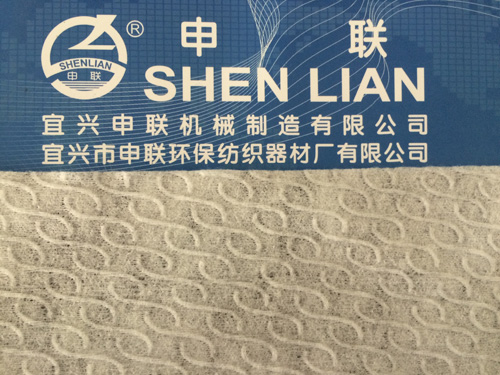 SHENLIAN
申联
®
申 联
SHEN LIAN
宜兴申联机械制造有限公司
宜兴市申联环保纺织器材厂有限公司